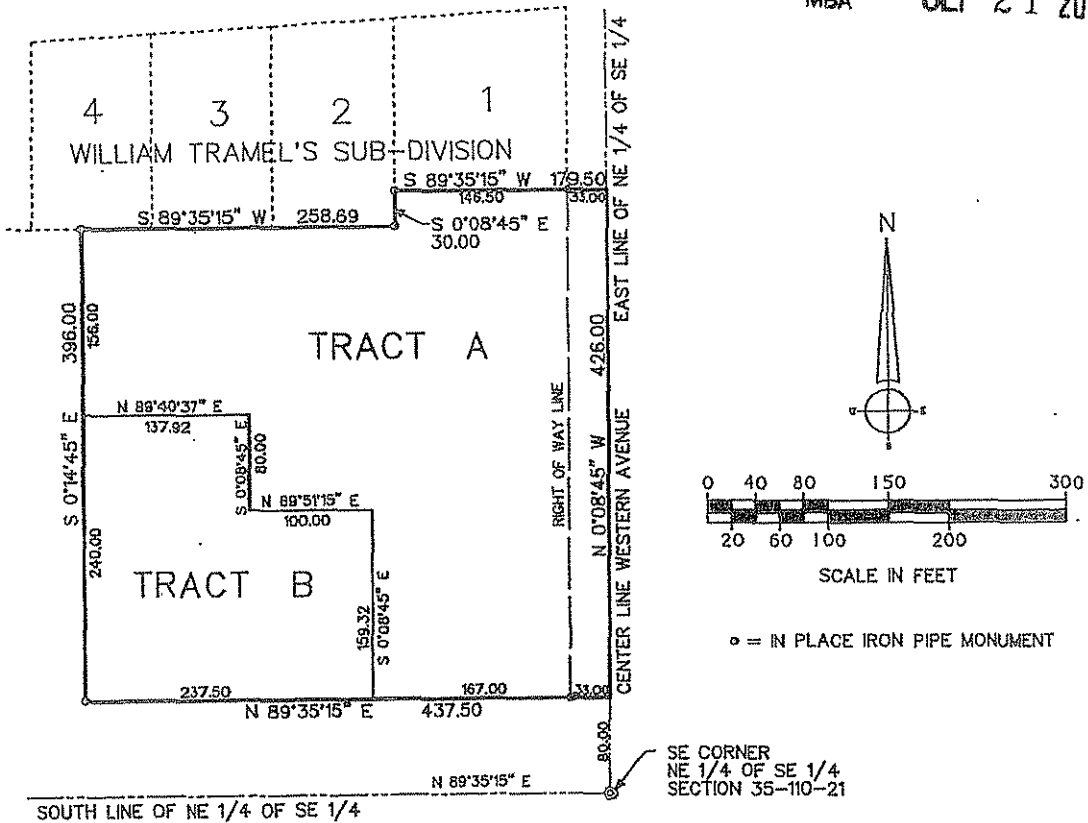 MBA
4
3
2
1
WILLIAM TRAMEL'S SUB-DIVISION
S 89°35'15" W 179.50
146.50
33.00
S 89°35'15" W 258.69
S 0°08'45" E
30.00
EAST LINE OF NE 1/4 OF SE 1/4
396.00
156.00
TRACT A
426.00
N
RIGHT OF WAY LINE
N 0°08'45" W
CENTER LINE WESTERN AVENUE
N 89°40'37" E
137.92
S 0°08'45" E
80.00
S 0°14'45" E
240.00
N 89°51'15" E
100.00
TRACT B
159.32
S 0°08'45" E
237.50
167.00
33.00
N 89°35'15" E 437.50
80.00
0 40 80 150 300
20 60 100 200
SCALE IN FEET
= IN PLACE IRON PIPE MONUMENT
SE CORNER
NE 1/4 OF SE 1/4
SECTION 35-110-21
N 89°35'15" E
SOUTH LINE OF NE 1/4 OF SE 1/4